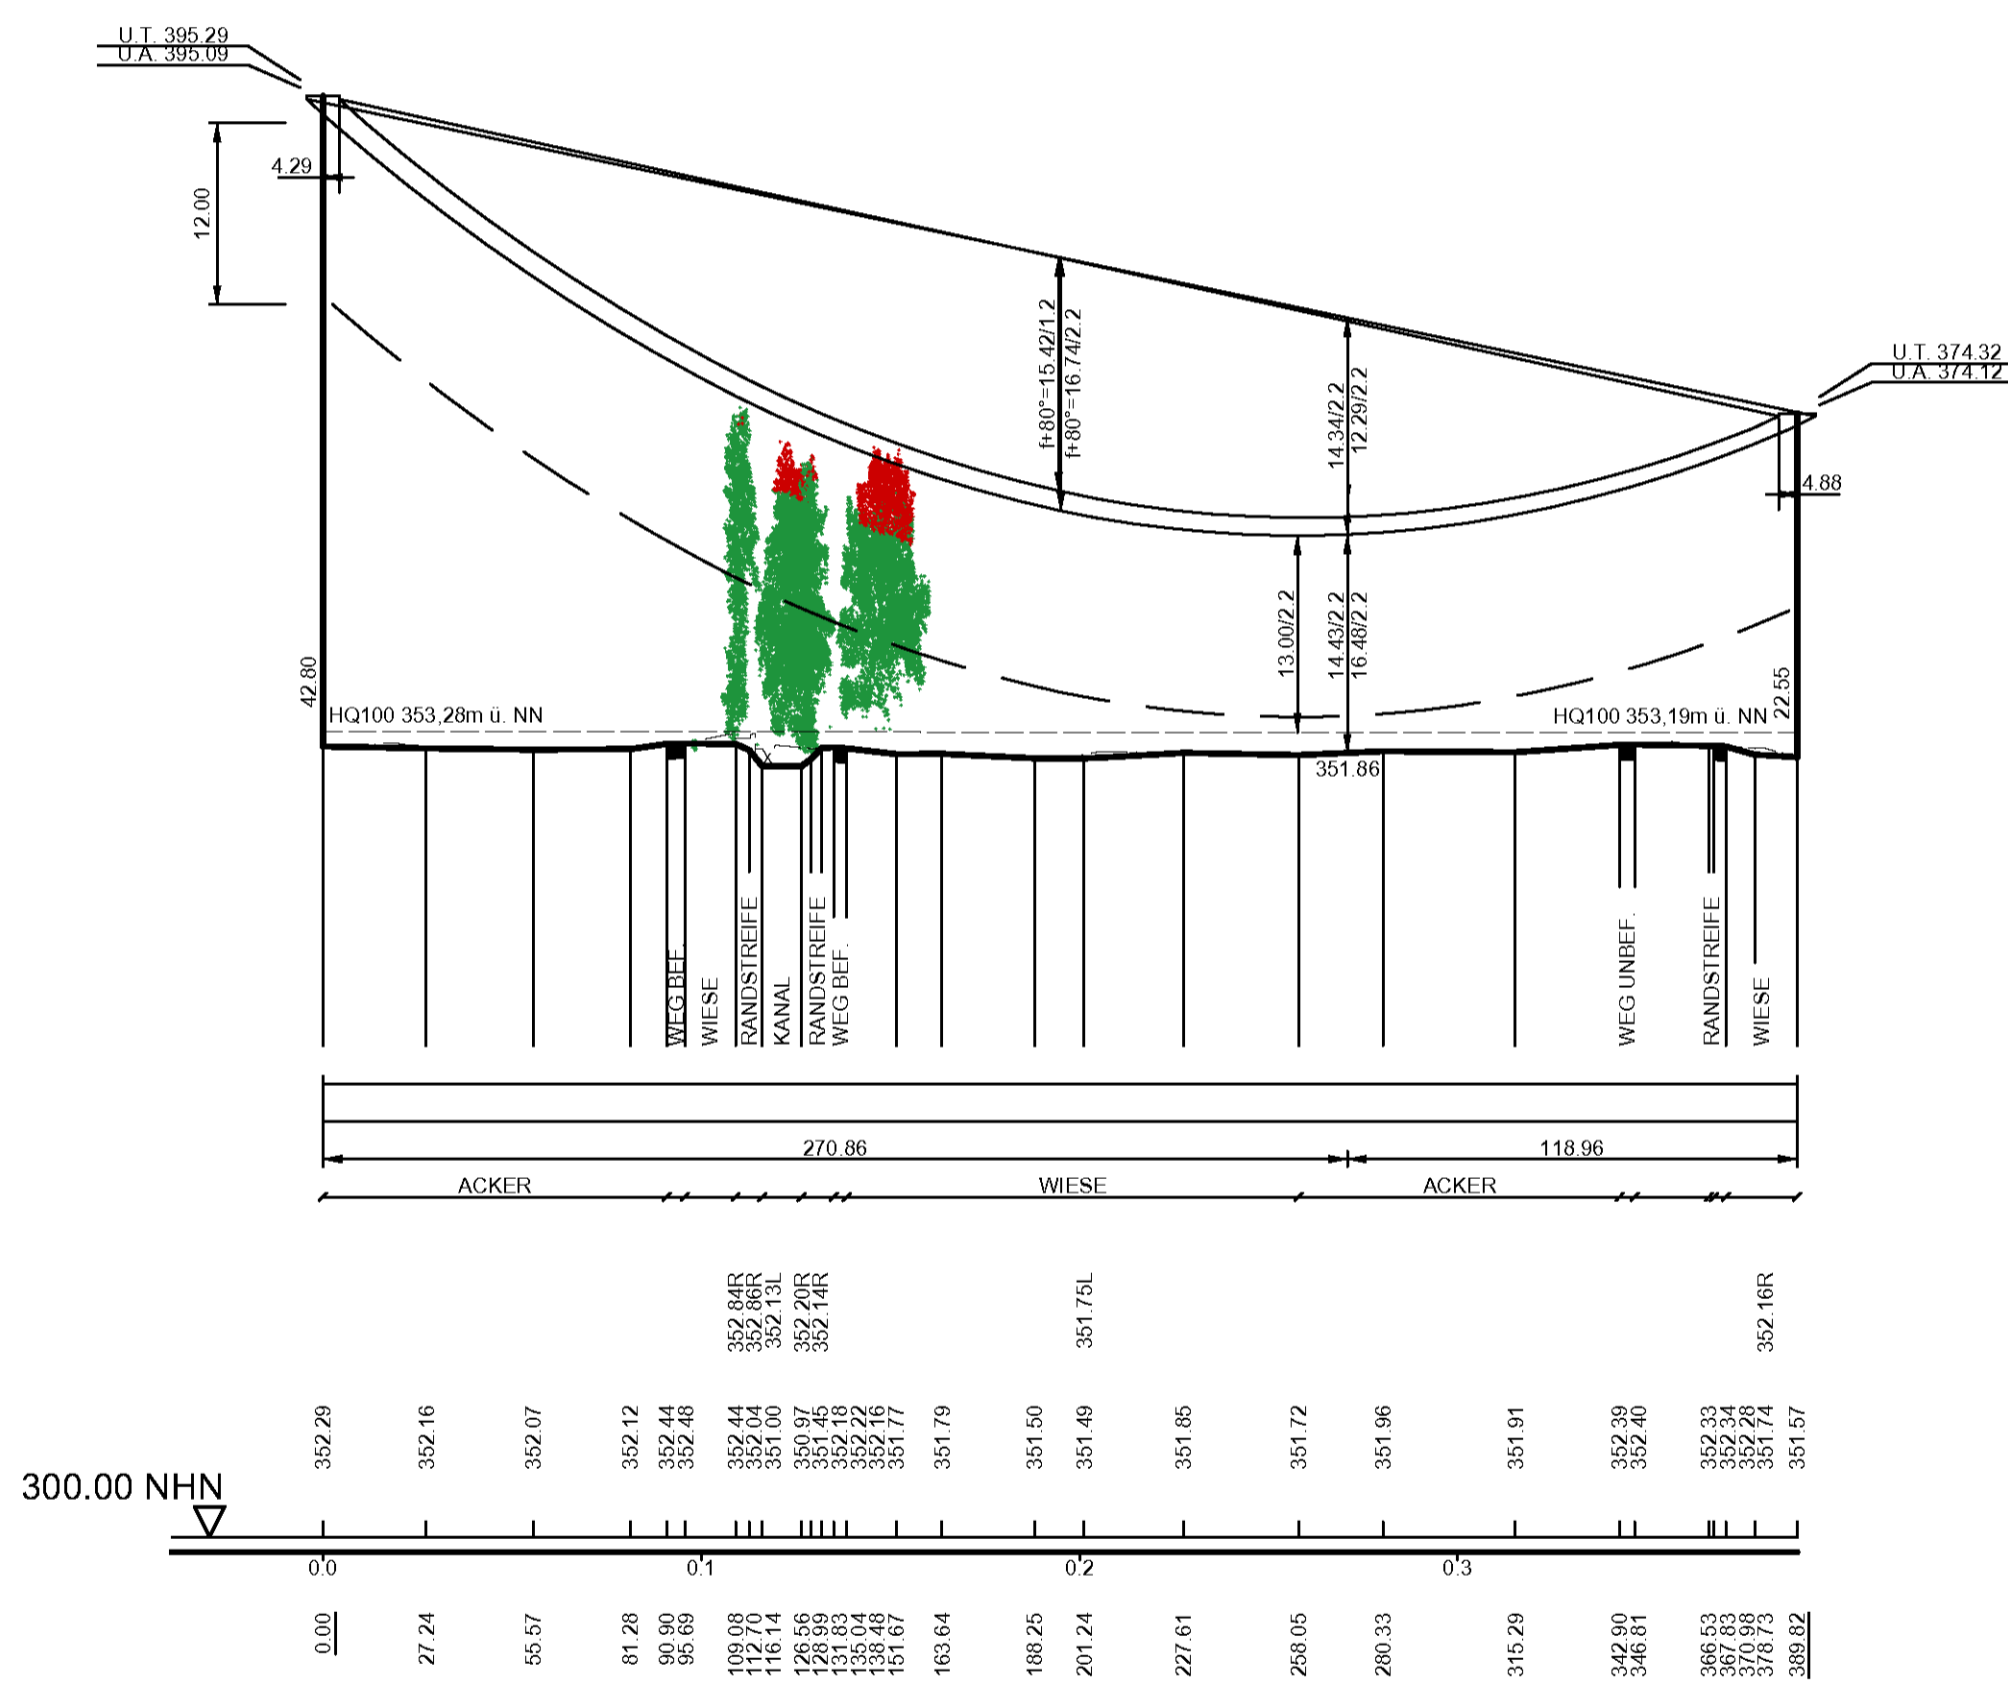 U.T. 395.29
U.A. 395.09
4.29
12.00
f+80°=15.42/1.2
f+80°=16.74/2.2
14.34/2.2
12.29/2.2
U.T. 374.32
U.A. 374.12
4.88
13.00/2.2
14.43/2.2
16.48/2.2
42.80
22.55
HQ100 353,28m ü. NN
HQ100 353,19m ü. NN
351.86
WEG BEF.
WIESE
RANDSTREIFE
KANAL
RANDSTREIFE
WEG BEF.
WEG UNBEF.
RANDSTREIFE
WIESE
270.86
118.96
ACKER
WIESE
ACKER
352.84R
352.86R
352.13L
352.20R
352.14R
351.75L
352.16R
352.29
352.16
352.07
352.12
352.44
352.48
352.44
352.04
351.00
350.97
351.45
352.18
352.22
352.16
351.77
351.79
351.50
351.49
351.85
351.72
351.96
351.91
352.39
352.40
352.33
352.34
352.28
351.74
351.57
300.00 NHN
0.0
0.1
0.2
0.3
0.00
27.24
55.57
81.28
90.90
95.69
109.08
112.70
116.14
126.56
128.99
131.83
135.04
138.48
151.67
163.64
188.25
201.24
227.61
258.05
280.33
315.29
342.90
346.81
366.53
367.83
370.98
378.73
389.82